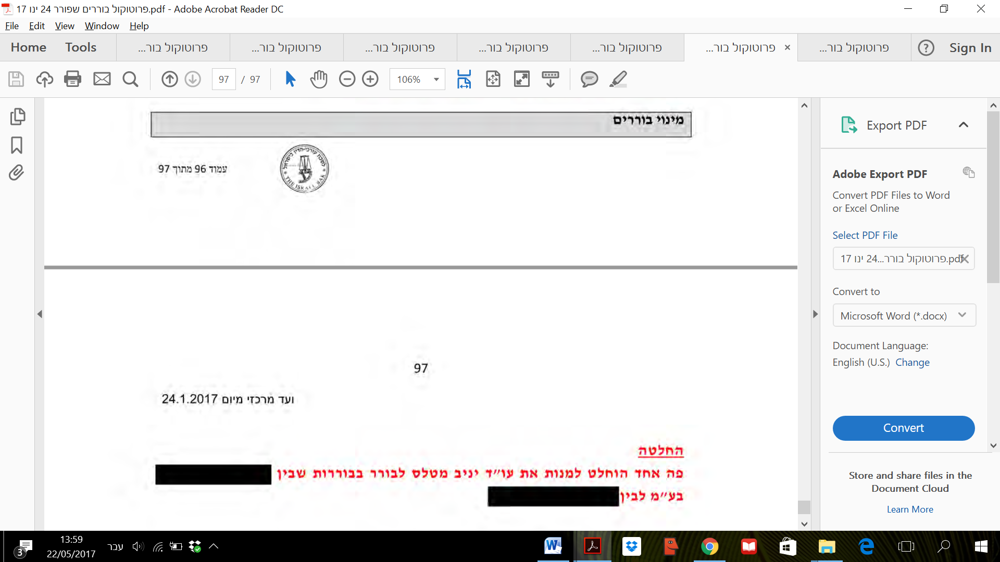 פרוטוקול בוררים שפורר 24 ינו 17.pdf - Adobe Acrobat Reader DC
File Edit View Window Help
Home Tools פרוטוקול בור... פרוטוקול בור... פרוטוקול בור... פרוטוקול בור... פרוטוקול בור... פרוטוקול בור... × פרוטוקול בור... ? Sign In
97 / 97 106%
מינוי בוררים
לשכת עורכי-הדין בישראל
THE ISRAEL BAR
עמוד 96 מתוך 97
97
ועד מרכזי מיום 24.1.2017
החלטה
פה אחד הוחלט למנות את עו״ד יניב מטלס לבורר בבוררות שבין
בע״מ לבין
Export PDF
Adobe Export PDF
Convert PDF Files to Word
or Excel Online
Select PDF File
פרוטוקול בורר...24 ינו 17.pdf
Convert to
Microsoft Word (*.docx)
Document Language:
English (U.S.) Change
Convert
Store and share files in the
Document Cloud
Learn More
3
13:59
22/05/2017
עבר